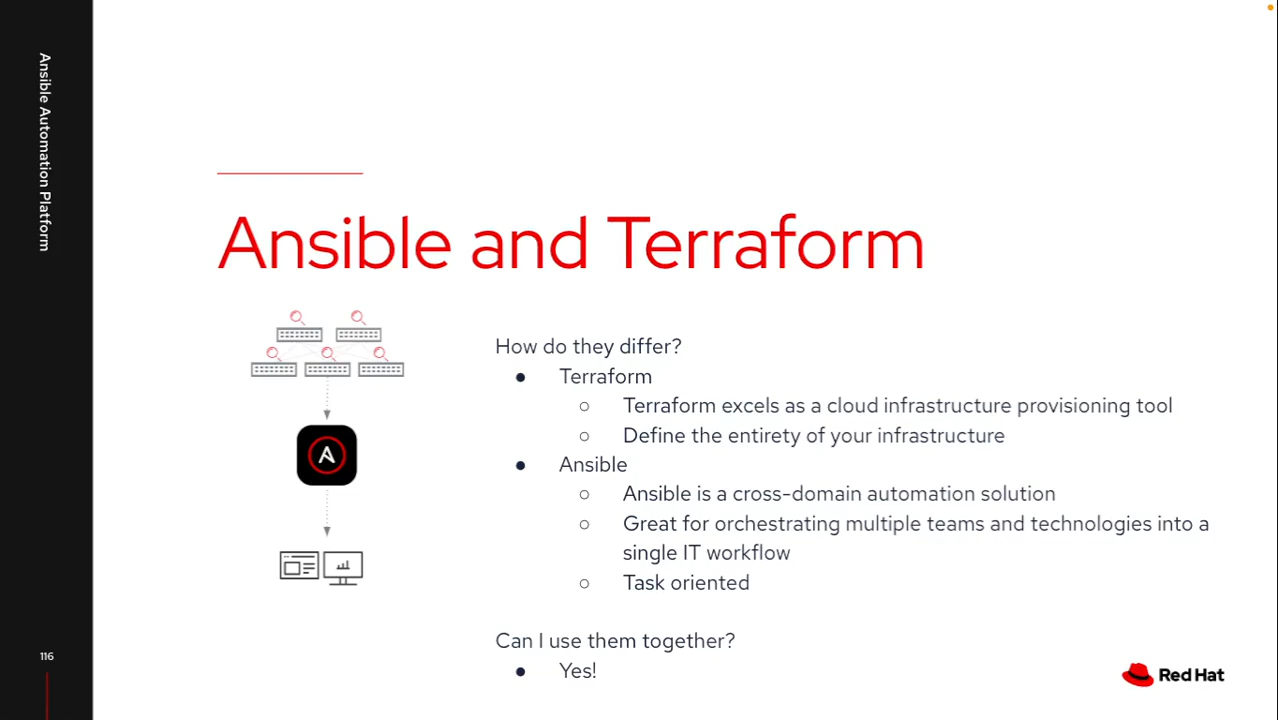 Ansible Automation Platform
Ansible and Terraform
How do they differ?
● Terraform
○ Terraform excels as a cloud infrastructure provisioning tool
○ Define the entirety of your infrastructure
● Ansible
○ Ansible is a cross-domain automation solution
○ Great for orchestrating multiple teams and technologies into a
single IT workflow
○ Task oriented
Can I use them together?
● Yes!
116
Red Hat